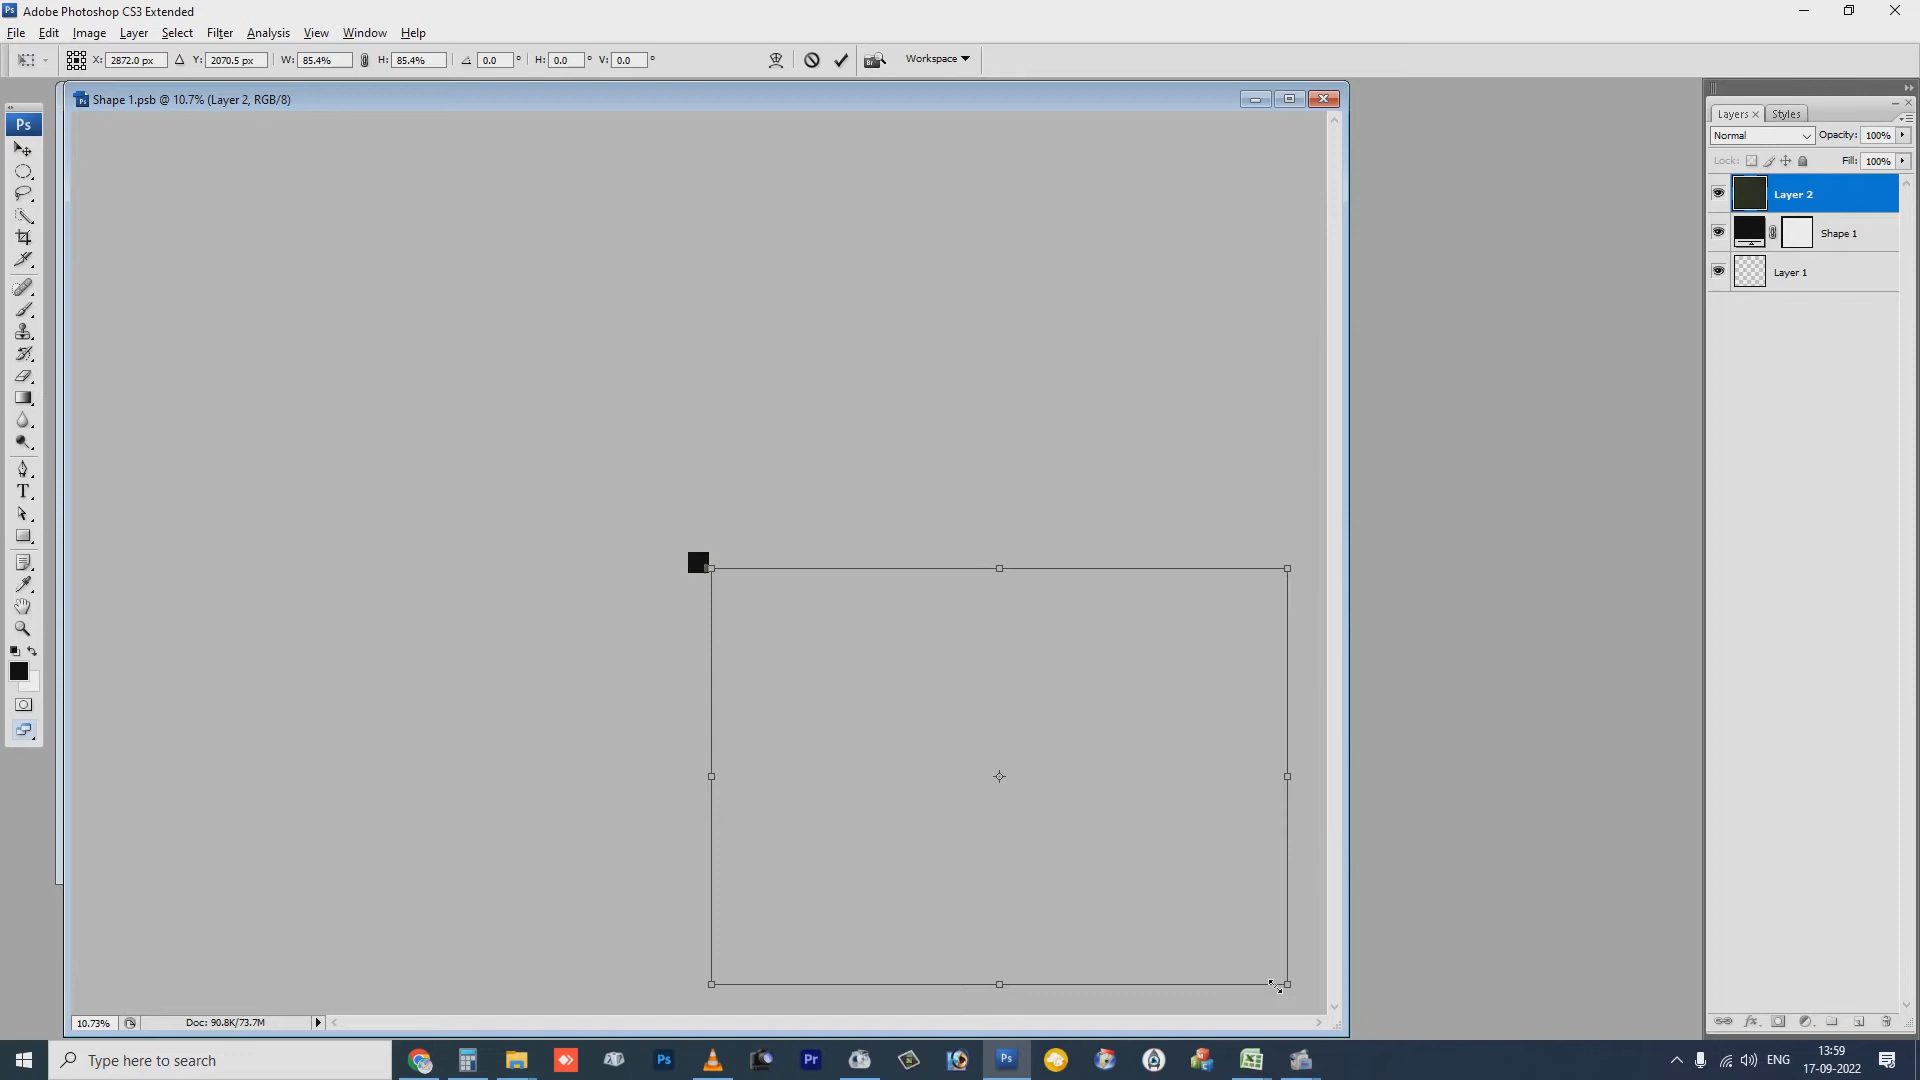 Adobe Photoshop CS3 Extended
File Edit Image Layer Select Filter Analysis View Window Help
X: 2872.0 px Y: 2070.5 px W: 85.4% H: 85.4% 0.0 ° H: 0.0 ° V: 0.0 ° Workspace
Shape 1.psb @ 10.7% (Layer 2, RGB/8)
Ps
Layers × Styles
Normal Opacity: 100%
Lock: Fill: 100%
Layer 2
Shape 1
Layer 1
10.73% Doc: 90.8K/73.7M
Type here to search
ENG
13:59
17-09-2022